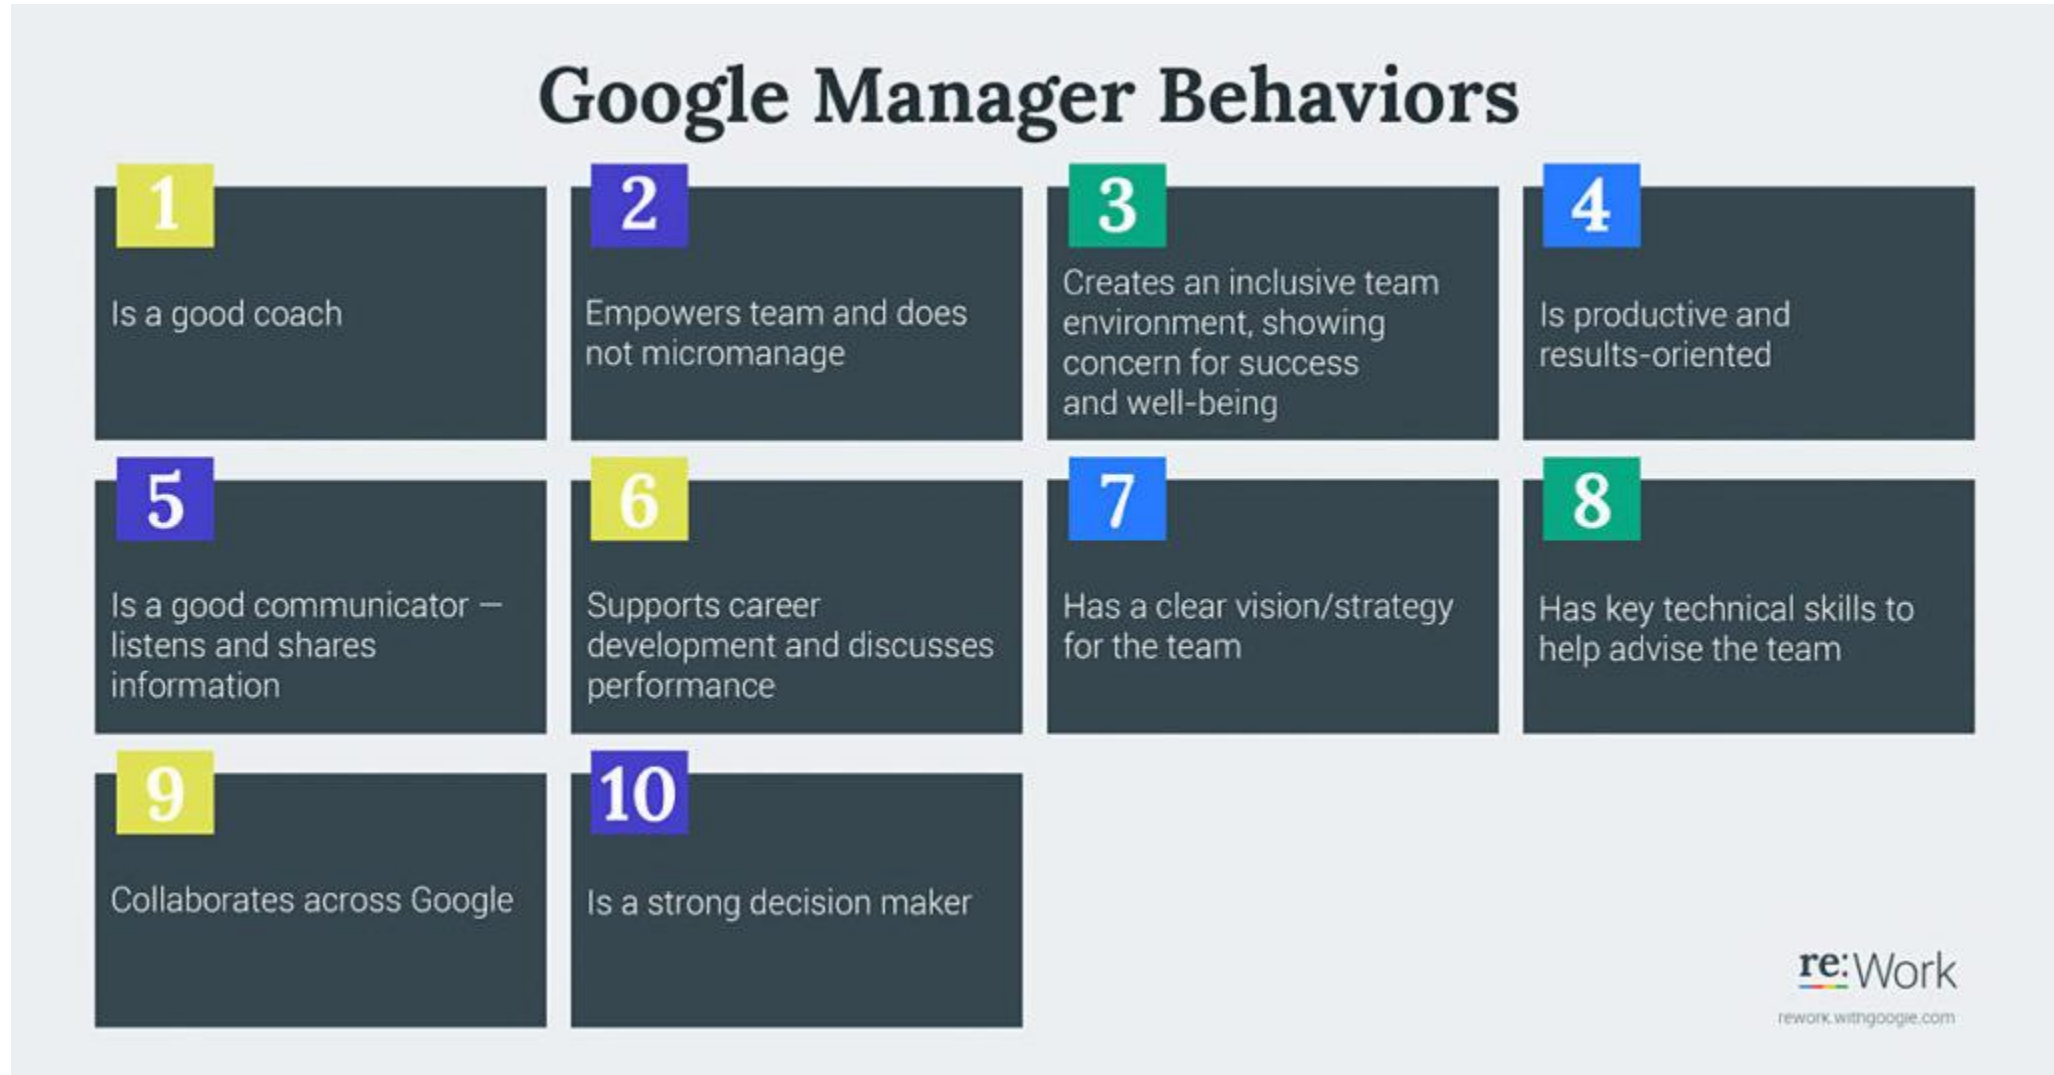 Google Manager Behaviors
1
Is a good coach
2
Empowers team and does
not micromanage
3
Creates an inclusive team
environment, showing
concern for success
and well-being
4
Is productive and
results-oriented
5
Is a good communicator —
listens and shares
information
6
Supports career
development and discusses
performance
7
Has a clear vision/strategy
for the team
8
Has key technical skills to
help advise the team
9
Collaborates across Google
10
Is a strong decision maker
re:Work
rework.withgoogle.com